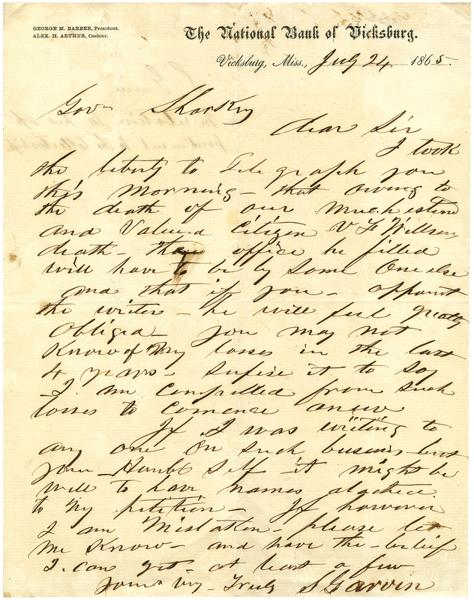 GEORGE M. BARBER, President.
ALEX. H. ARTHUR, Cashier.
The National Bank of Vicksburg.
Vicksburg, Miss., July 24, 1865.
Gov Sharkey
Dear Sir
I took
the liberty to Telegraph you
this morning - that owing to
the death of our much esteem
and Valued Citizen V F Willson
death - the office he filled
will have to be by some one else
and that if you - appoint
the writer - he will feel greatly
Obliged - you may not
Know of My losses in the last
4 years - sufise it to say
I am compelled from such
losses to comence anew
If I was writing to
any one on such business but
your Humbl Self it might be
well to have names atached
to My petition - If however
I am Mistaken - please let
me Know - and have the belief
I can get - at least a few
Yours Very Truly S Garvin